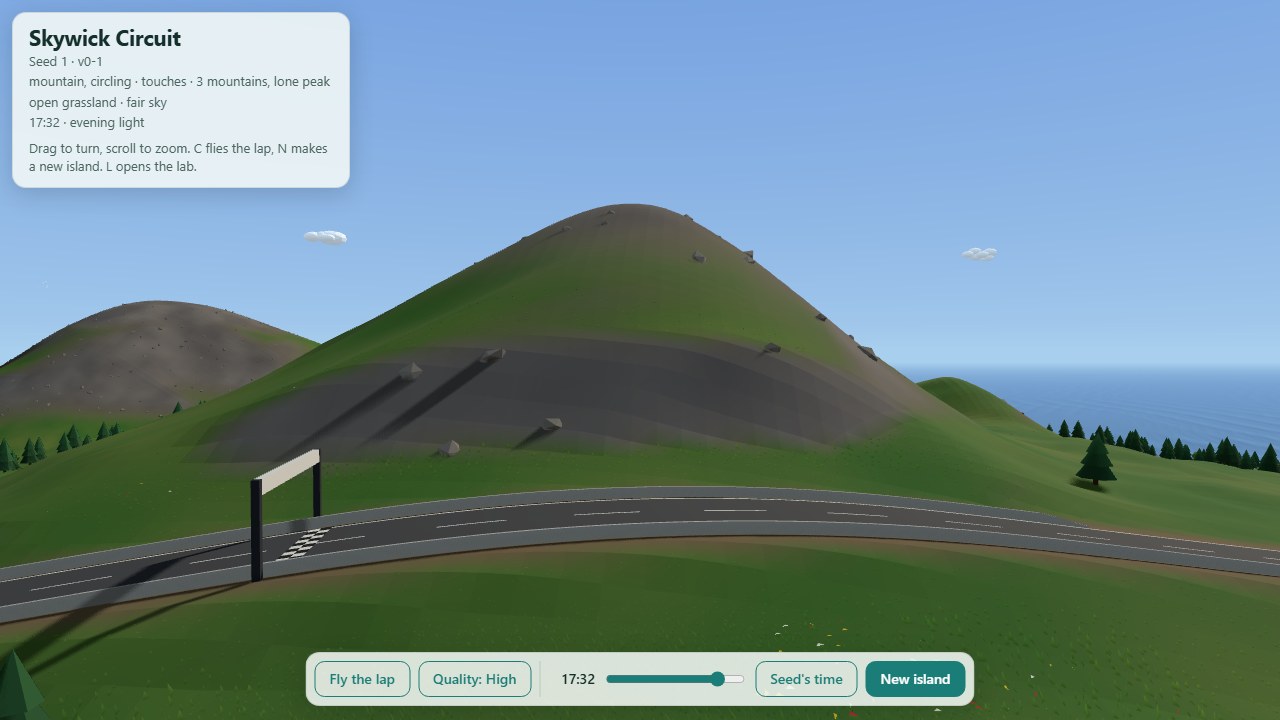 Skywick Circuit
Seed 1 · v0-1
mountain, circling · touches · 3 mountains, lone peak
open grassland · fair sky
17:32 · evening light
Drag to turn, scroll to zoom. C flies the lap, N makes
a new island. L opens the lab.
Fly the lap
Quality: High
17:32
Seed's time
New island